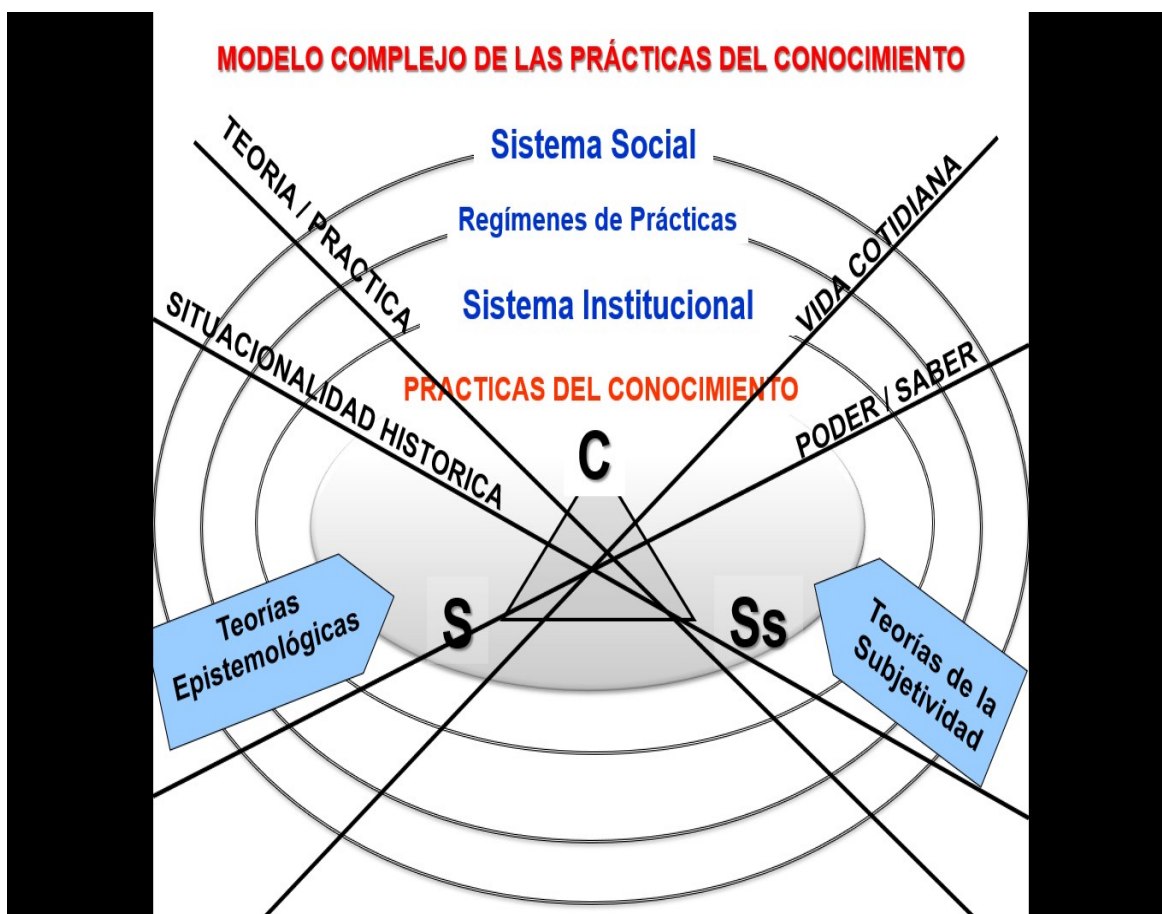 MODELO COMPLEJO DE LAS PRÁCTICAS DEL CONOCIMIENTO
Sistema Social
TEORIA / PRACTICA
VIDA COTIDIANA
Regímenes de Prácticas
Sistema Institucional
SITUACIONALIDAD HISTORICA
PODER / SABER
PRACTICAS DEL CONOCIMIENTO
C
S
Ss
Teorías
Epistemológicas
Teorías de la
Subjetividad